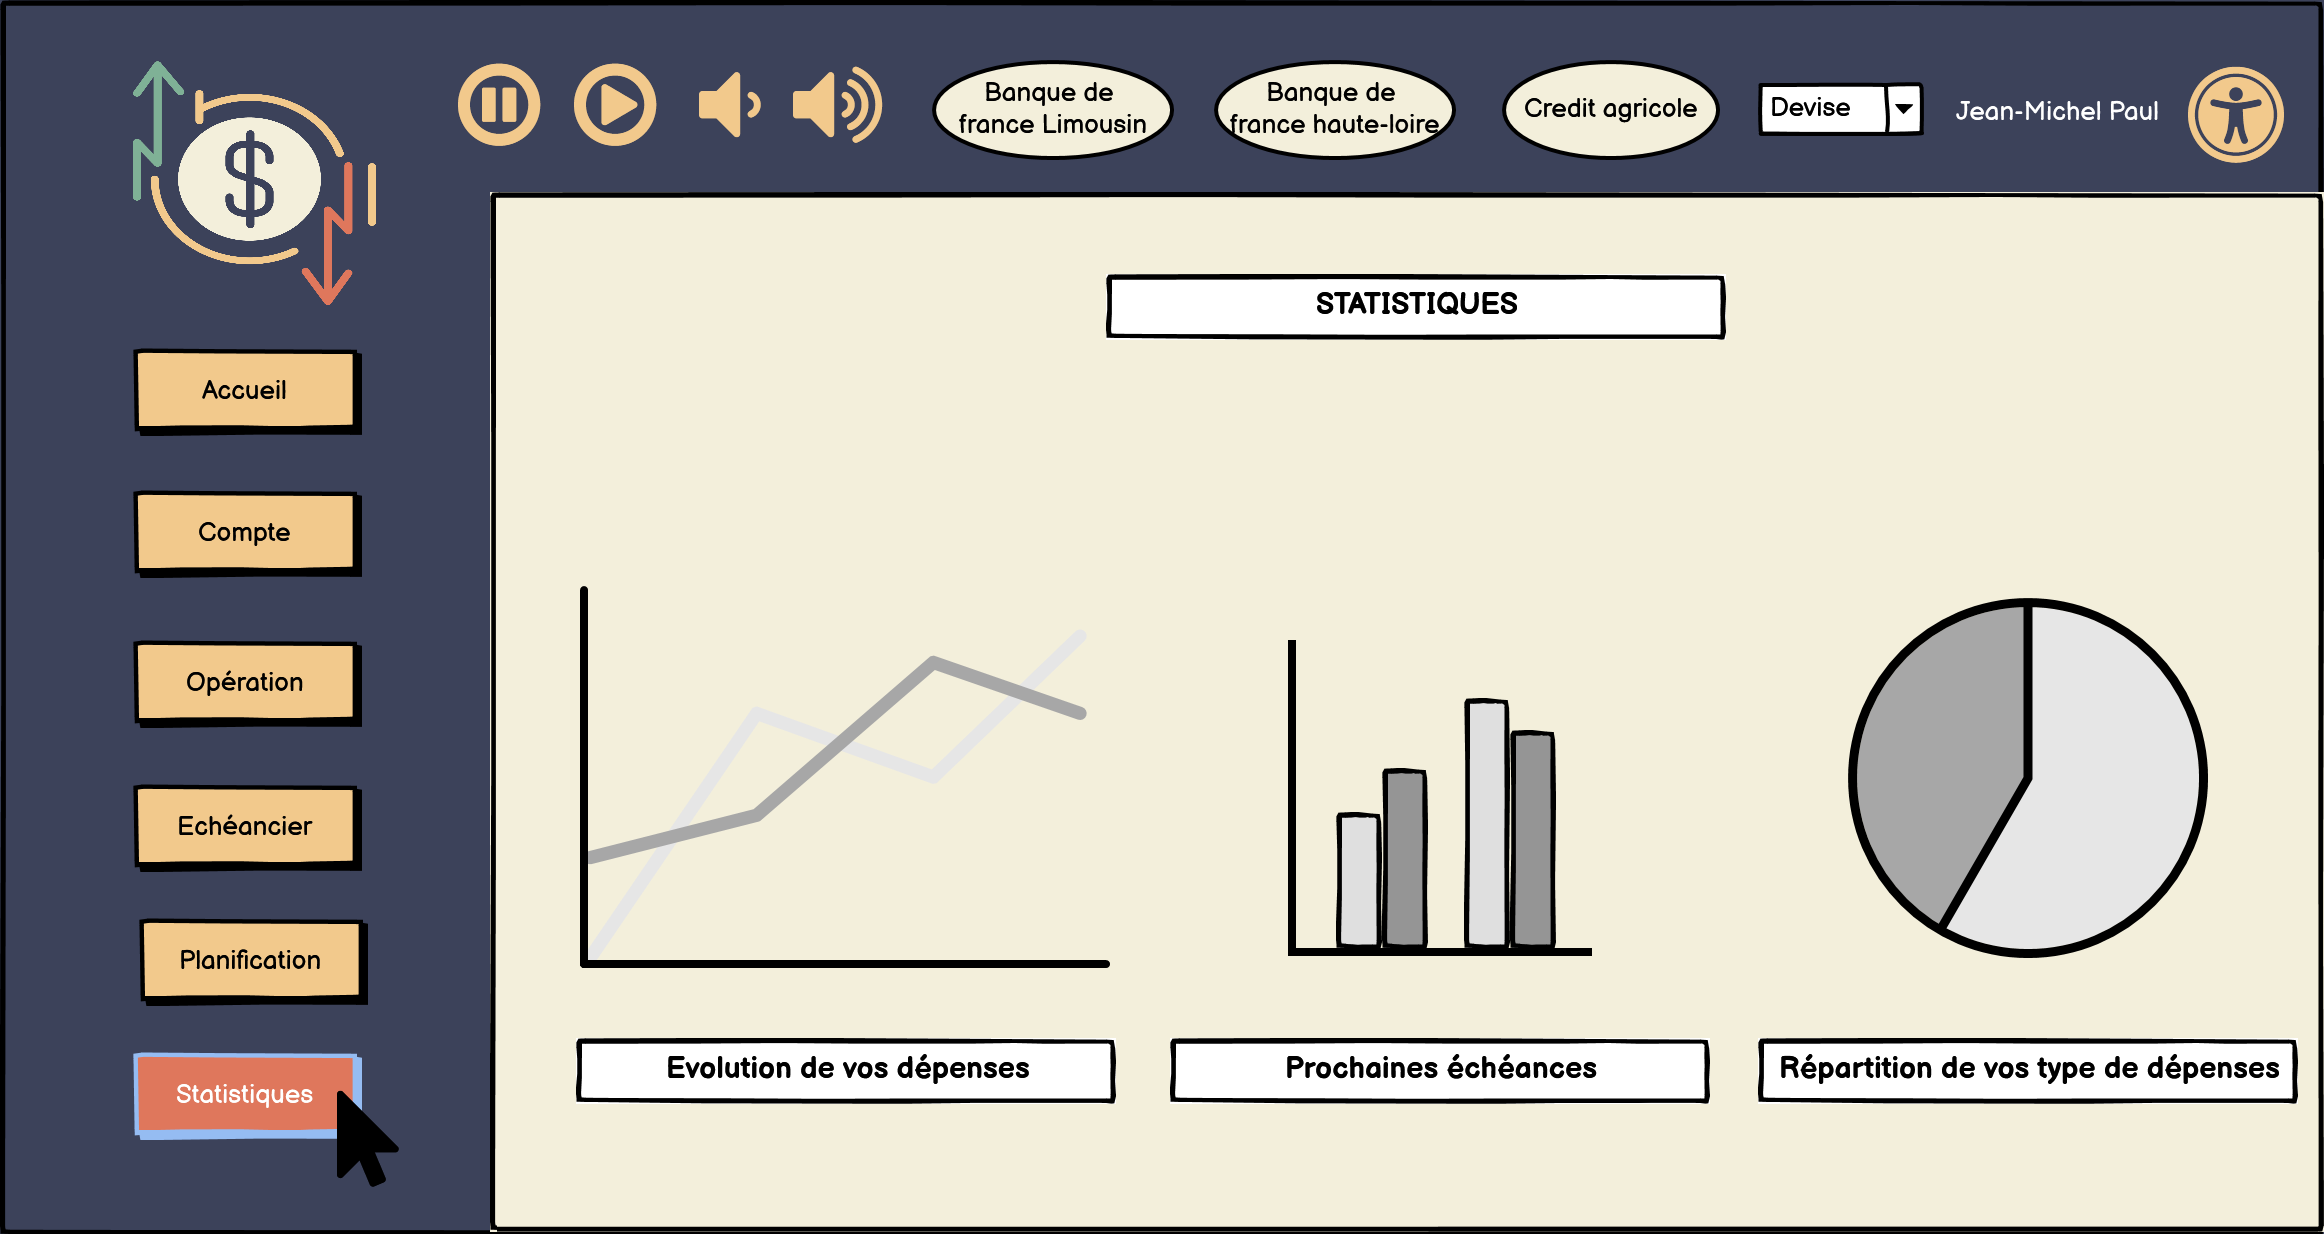 $
Banque de
france Limousin
Banque de
france haute-loire
Credit agricole
Devise
Jean-Michel Paul
STATISTIQUES
Accueil
Compte
Opération
Echéancier
Planification
Statistiques
Evolution de vos dépenses
Prochaines échéances
Répartition de vos type de dépenses